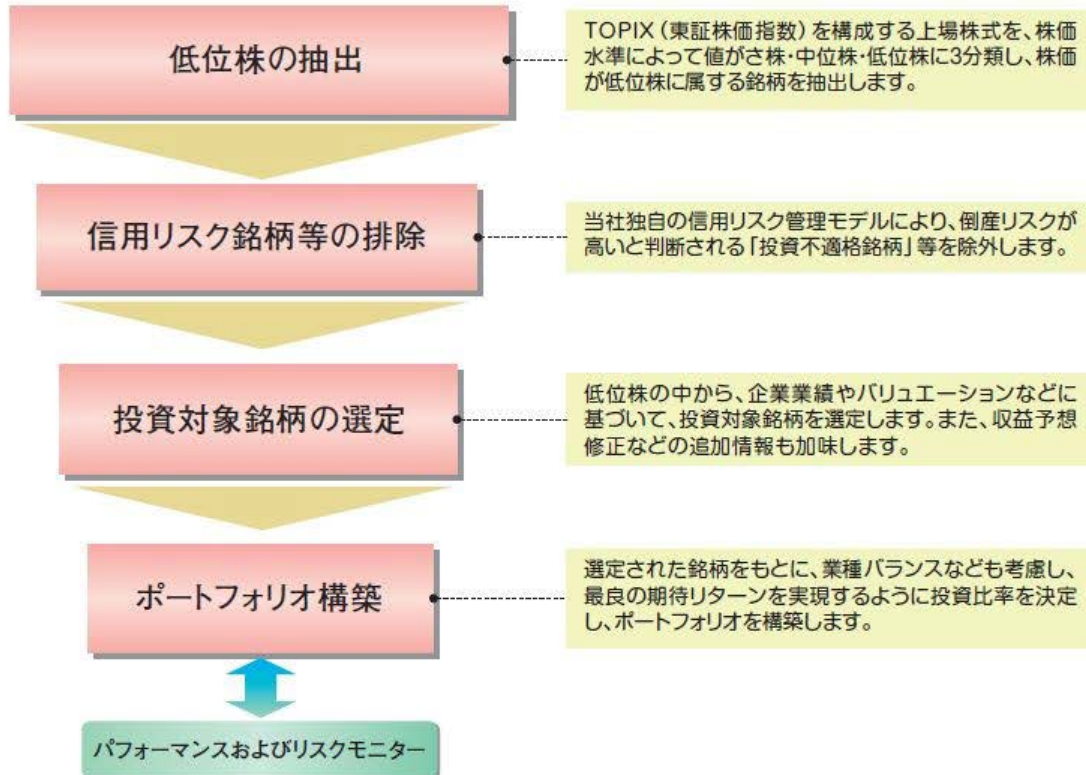 低位株の抽出
TOPIX（東証株価指数）を構成する上場株式を、株価
水準によって値がさ株・中位株・低位株に3分類し、株価
が低位株に属する銘柄を抽出します。
信用リスク銘柄等の排除
当社独自の信用リスク管理モデルにより、倒産リスクが
高いと判断される「投資不適格銘柄」等を除外します。
投資対象銘柄の選定
低位株の中から、企業業績やバリュエーションなどに
基づいて、投資対象銘柄を選定します。また、収益予想
修正などの追加情報も加味します。
ポートフォリオ構築
選定された銘柄をもとに、業種バランスなども考慮し、
最良の期待リターンを実現するように投資比率を決定
し、ポートフォリオを構築します。
パフォーマンスおよびリスクモニター